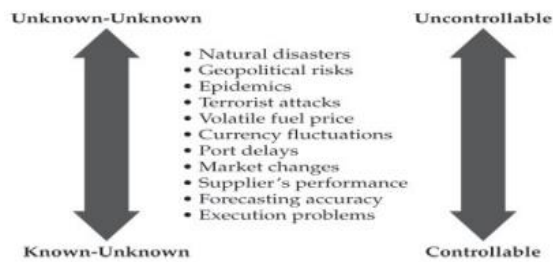 Unknown-Unknown
Uncontrollable
• Natural disasters
• Geopolitical risks
• Epidemics
• Terrorist attacks
• Volatile fuel price
• Currency fluctuations
• Port delays
• Market changes
• Supplier's performance
• Forecasting accuracy
• Execution problems
Known-Unknown
Controllable